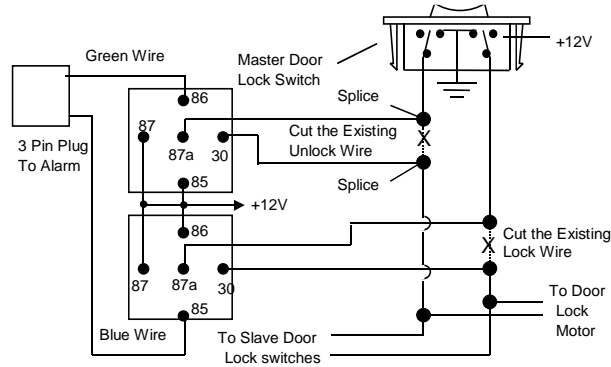 +12V
Green Wire
Master Door
Lock Switch
86
Splice
87
Cut the Existing
Unlock Wire
X
3 Pin Plug
To Alarm
87a
30
85
Splice
+12V
86
Cut the Existing
Lock Wire
X
87
87a
30
85
To Door
Lock
Motor
Blue Wire
To Slave Door
Lock switches